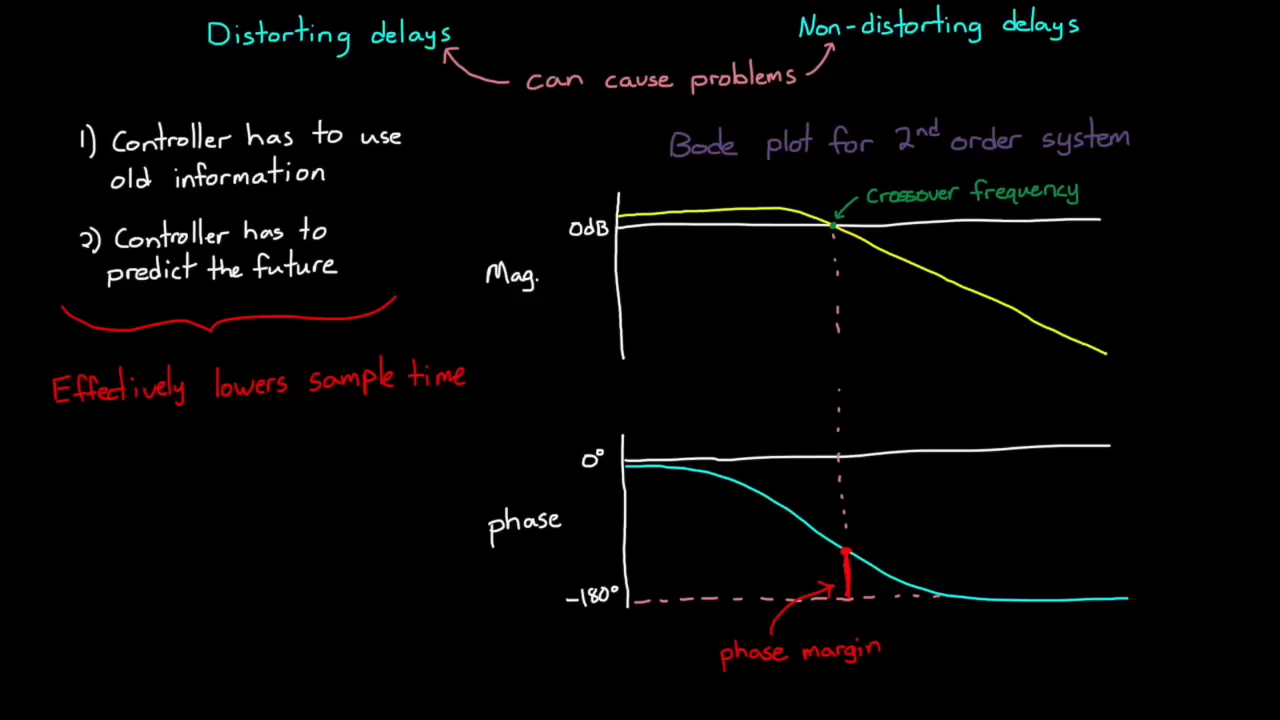 Distorting delays
Non-distorting delays
can cause problems
1) Controller has to use
old information
2) Controller has to
predict the future
Effectively lowers sample time
Bode plot for 2nd order system
Crossover frequency
0dB
Mag.
0°
phase
-180°
phase margin